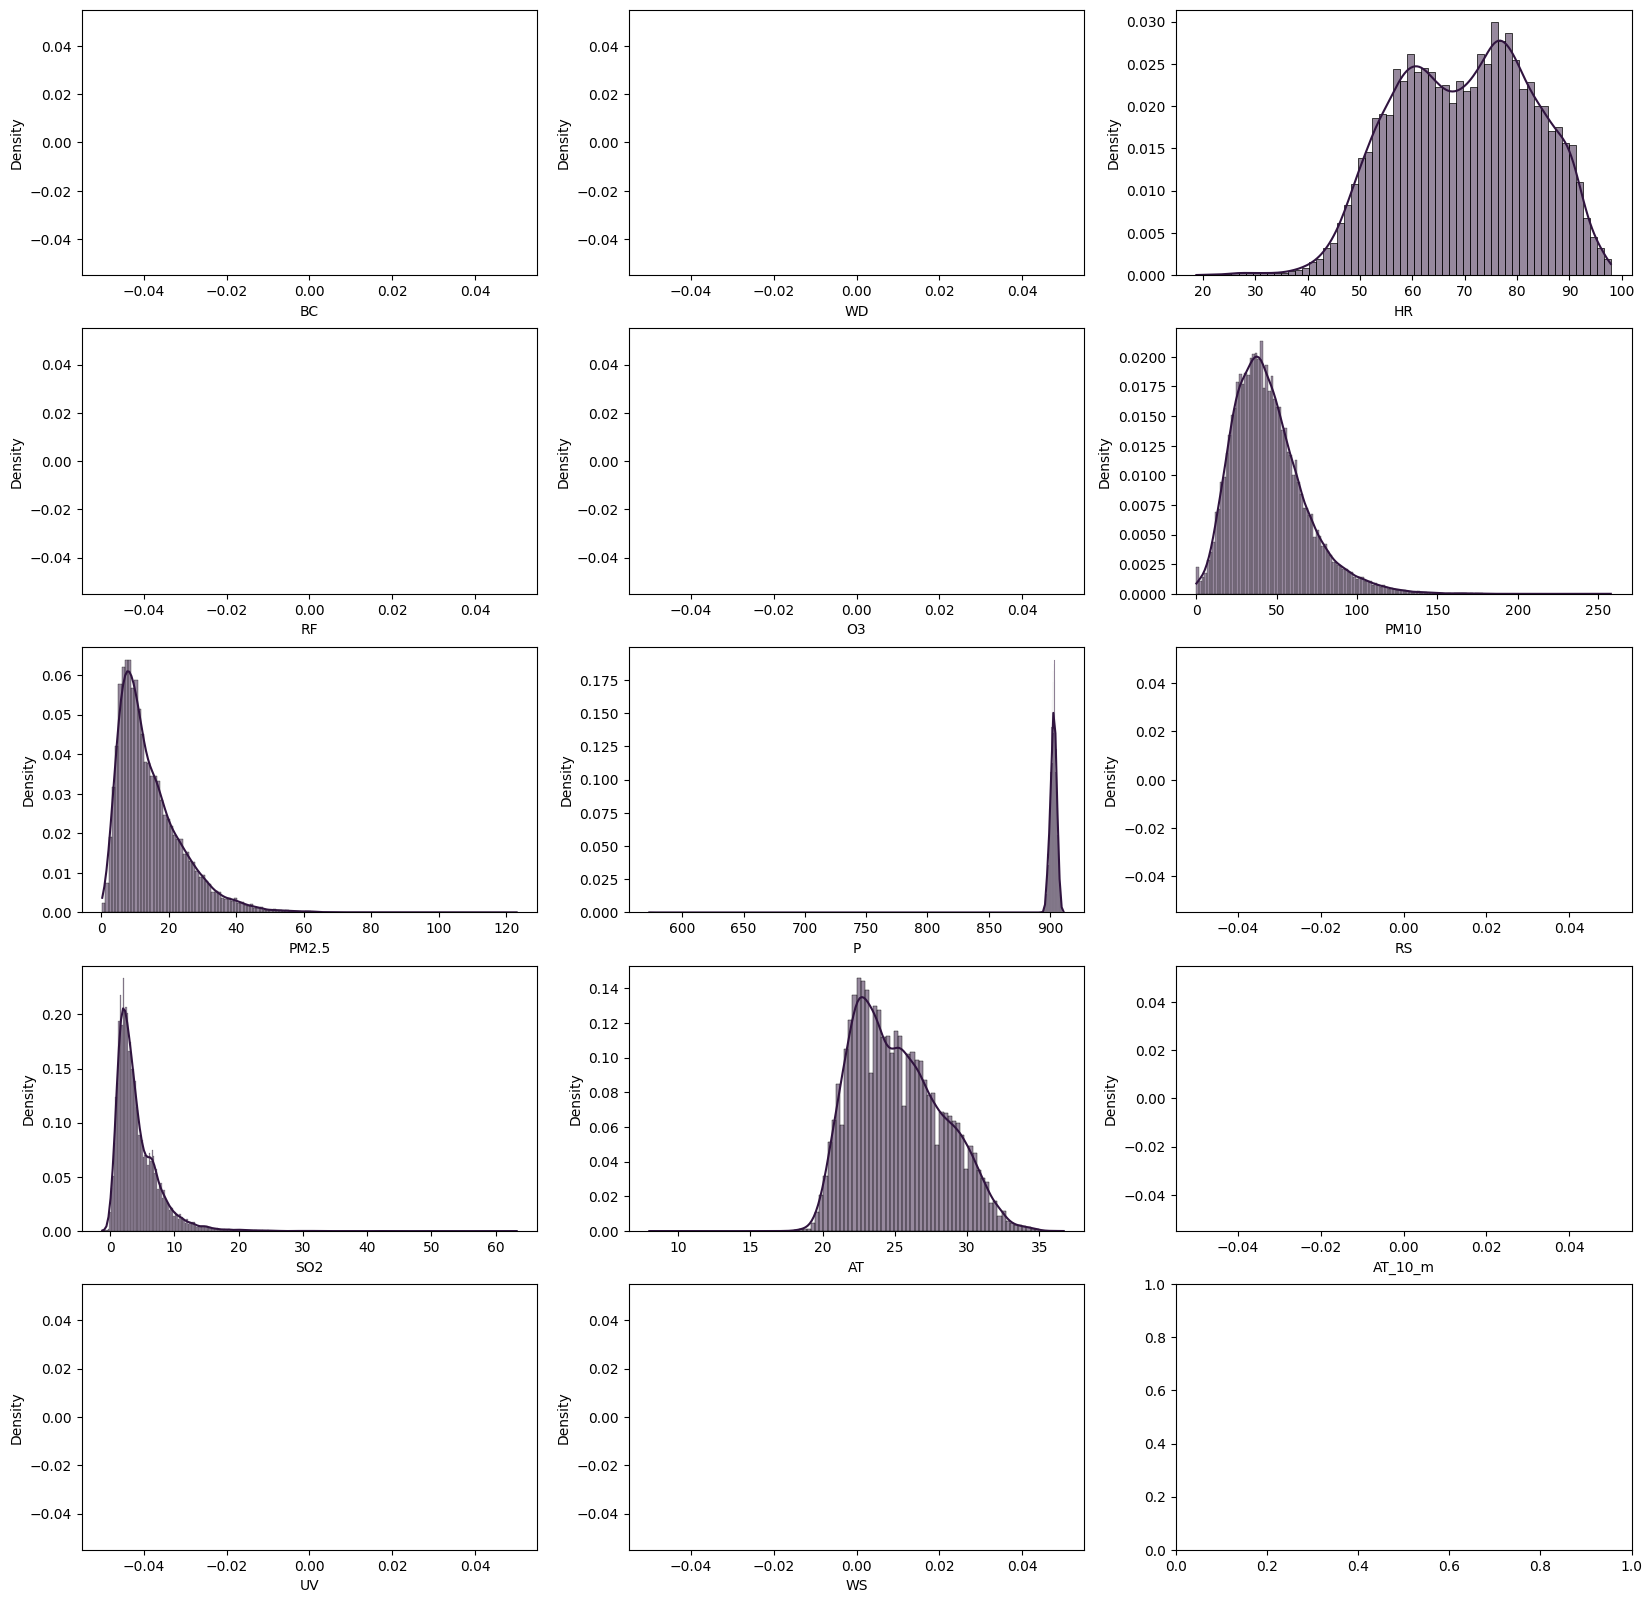 0.04
0.02
0.00
−0.02
−0.04
Density
−0.04 −0.02 0.00 0.02 0.04
BC
0.04
0.02
0.00
−0.02
−0.04
Density
−0.04 −0.02 0.00 0.02 0.04
WD
0.030
0.025
0.020
0.015
0.010
0.005
0.000
Density
20 30 40 50 60 70 80 90 100
HR
0.04
0.02
0.00
−0.02
−0.04
Density
−0.04 −0.02 0.00 0.02 0.04
RF
0.04
0.02
0.00
−0.02
−0.04
Density
−0.04 −0.02 0.00 0.02 0.04
O3
0.0200
0.0175
0.0150
0.0125
0.0100
0.0075
0.0050
0.0025
0.0000
Density
0 50 100 150 200 250
PM10
0.06
0.05
0.04
0.03
0.02
0.01
0.00
Density
0 20 40 60 80 100 120
PM2.5
0.175
0.150
0.125
0.100
0.075
0.050
0.025
0.000
Density
600 650 700 750 800 850 900
P
0.04
0.02
0.00
−0.02
−0.04
Density
−0.04 −0.02 0.00 0.02 0.04
RS
0.20
0.15
0.10
0.05
0.00
Density
0 10 20 30 40 50 60
SO2
0.14
0.12
0.10
0.08
0.06
0.04
0.02
0.00
Density
10 15 20 25 30 35
AT
0.04
0.02
0.00
−0.02
−0.04
Density
−0.04 −0.02 0.00 0.02 0.04
AT_10_m
0.04
0.02
0.00
−0.02
−0.04
Density
−0.04 −0.02 0.00 0.02 0.04
UV
0.04
0.02
0.00
−0.02
−0.04
Density
−0.04 −0.02 0.00 0.02 0.04
WS
1.0
0.8
0.6
0.4
0.2
0.0
0.0 0.2 0.4 0.6 0.8 1.0